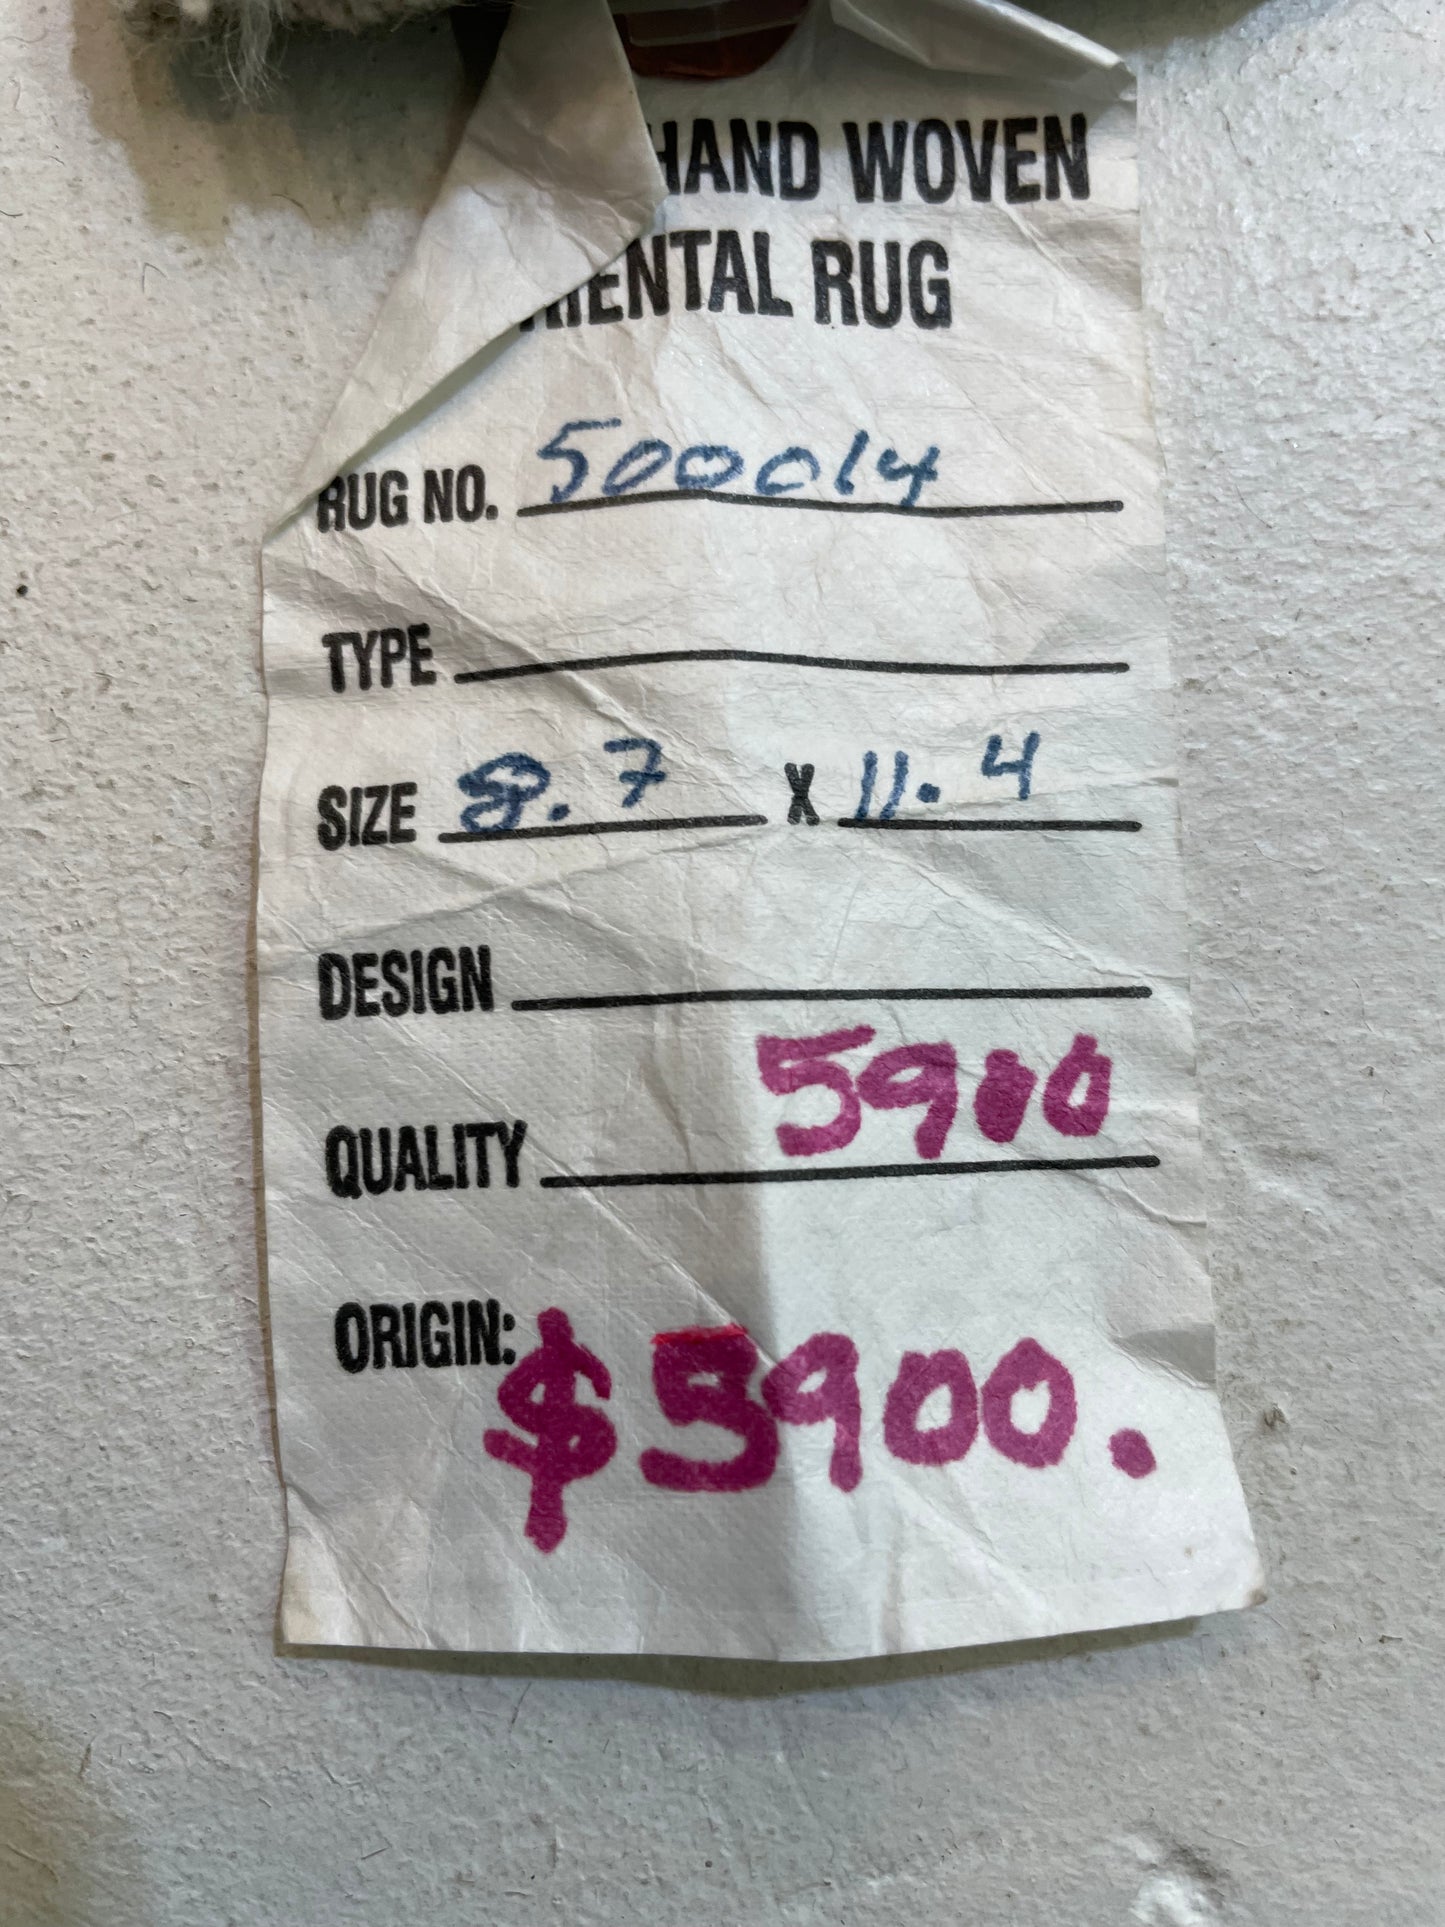 HAND WOVEN
RIENTAL RUG
RUG NO. 500014
TYPE
SIZE 8.7 X 11.4
DESIGN
5900
QUALITY
ORIGIN:
$5900.